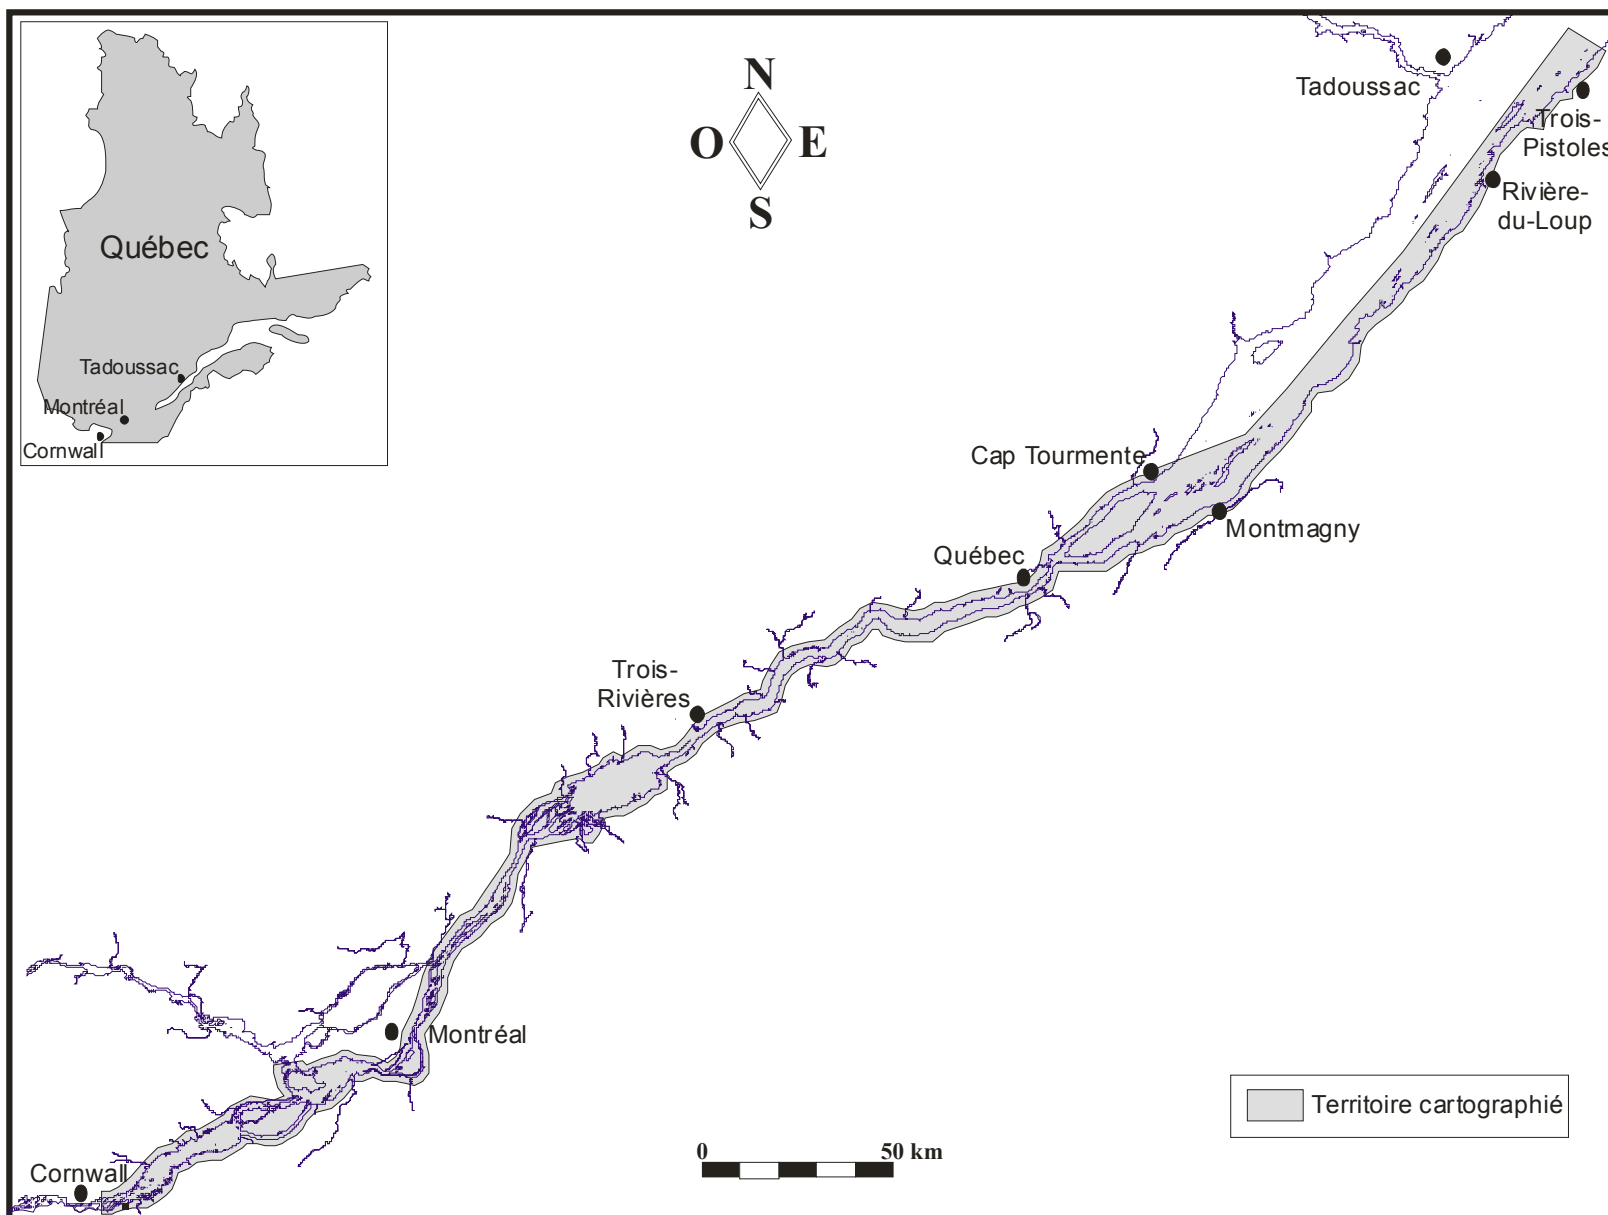 Québec
Tadoussac
Montréal
Cornwall
N
O E
S
Tadoussac
Trois-
Pistoles
Rivière-
du-Loup
Cap Tourmente
Montmagny
Québec
Trois-
Rivières
Montréal
Cornwall
0 50 km
Territoire cartographié